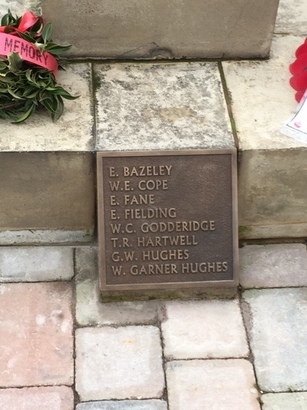 MEMORY
E. BAZELEY
W.E. COPE
E. FANE
E. FIELDING
W.C. GODDERIDGE
T.R. HARTWELL
G.W. HUGHES
W. GARNER HUGHES